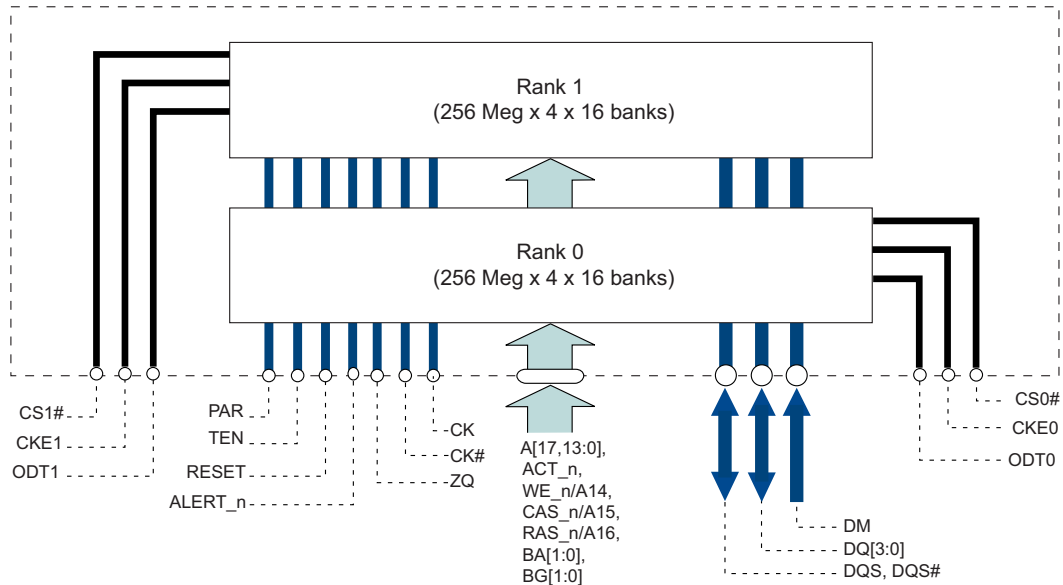 Rank 1
(256 Meg x 4 x 16 banks)
Rank 0
(256 Meg x 4 x 16 banks)
CS1#
CKE1
ODT1
PAR
TEN
RESET
ALERT_n
CK
CK#
ZQ
A[17,13:0],
ACT_n,
WE_n/A14,
CAS_n/A15,
RAS_n/A16,
BA[1:0],
BG[1:0]
DM
DQ[3:0]
DQS, DQS#
CS0#
CKE0
ODT0